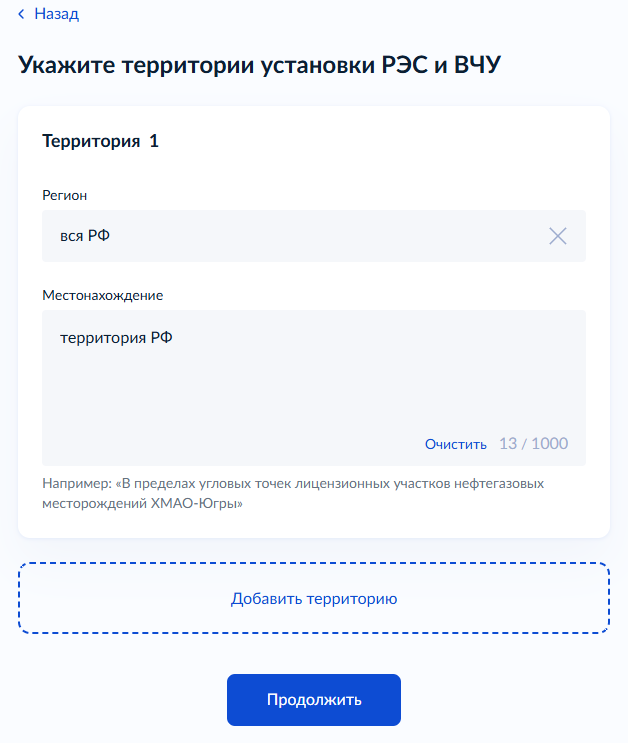 Назад
Укажите территории установки РЭС и ВЧУ
Территория 1
Регион
вся РФ
Местонахождение
территория РФ
Очистить 13 / 1000
Например: «В пределах угловых точек лицензионных участков нефтегазовых
месторождений ХМАО-Югры»
Добавить территорию
Продолжить